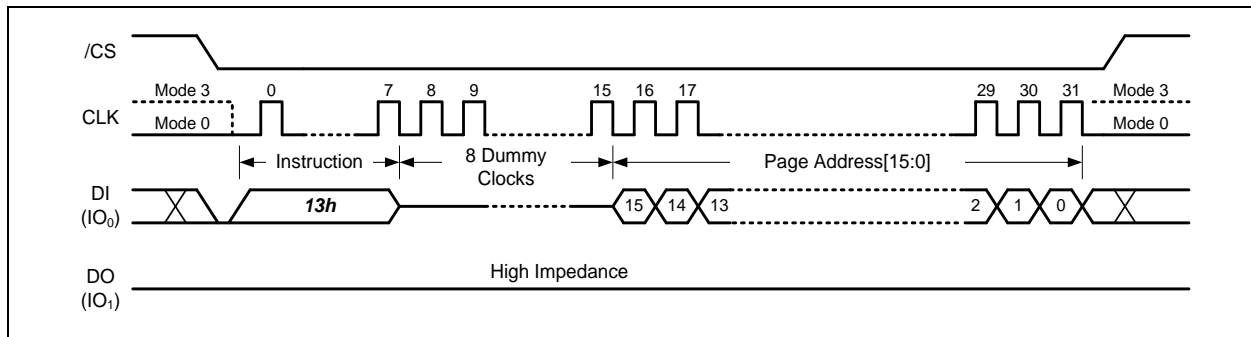 /CS
Mode 3 0 7 8 9 15 16 17 29 30 31 Mode 3
CLK
Mode 0 Mode 0
Instruction 8 Dummy Clocks Page Address[15:0]
DI (IO₀) 13h 15 14 13 2 1 0
High Impedance
DO (IO₁)